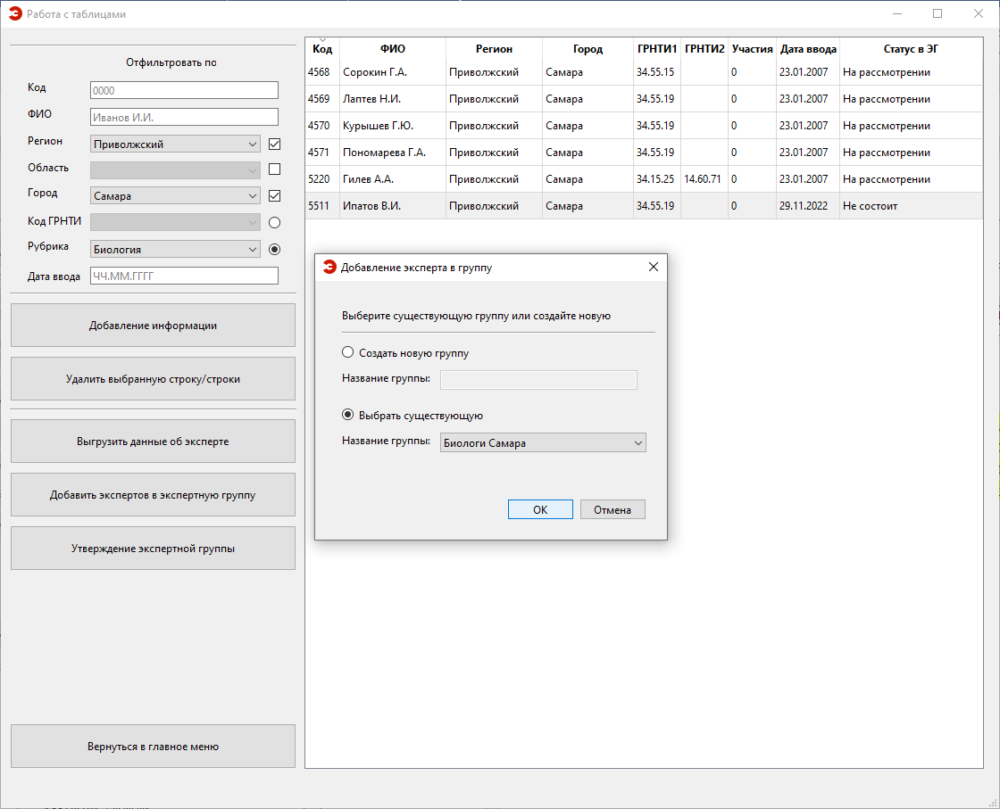 Работа с таблицами
Отфильтровать по
Код 0000
ФИО Иванов И.И.
Регион Приволжский
Область
Город Самара
Код ГРНТИ
Рубрика Биология
Дата ввода ЧЧ.ММ.ГГГГ
Добавление информации
Удалить выбранную строку/строки
Выгрузить данные об эксперте
Добавить экспертов в экспертную группу
Утверждение экспертной группы
Вернуться в главное меню
Код ФИО Регион Город ГРНТИ1 ГРНТИ2 Участия Дата ввода Статус в ЭГ
4568 Сорокин Г.А. Приволжский Самара 34.55.15 0 23.01.2007 На рассмотрении
4569 Лаптев Н.И. Приволжский Самара 34.55.19 0 23.01.2007 На рассмотрении
4570 Курышев Г.Ю. Приволжский Самара 34.55.19 0 23.01.2007 На рассмотрении
4571 Пономарева Г.А. Приволжский Самара 34.55.19 0 23.01.2007 На рассмотрении
5220 Гилев А.А. Приволжский Самара 34.15.25 14.60.71 0 23.01.2007 На рассмотрении
5511 Ипатов В.И. Приволжский Самара 34.55.19 0 29.11.2022 Не состоит
Добавление эксперта в группу
Выберите существующую группу или создайте новую
Создать новую группу
Название группы:
Выбрать существующую
Название группы: Биологи Самара
ОК Отмена